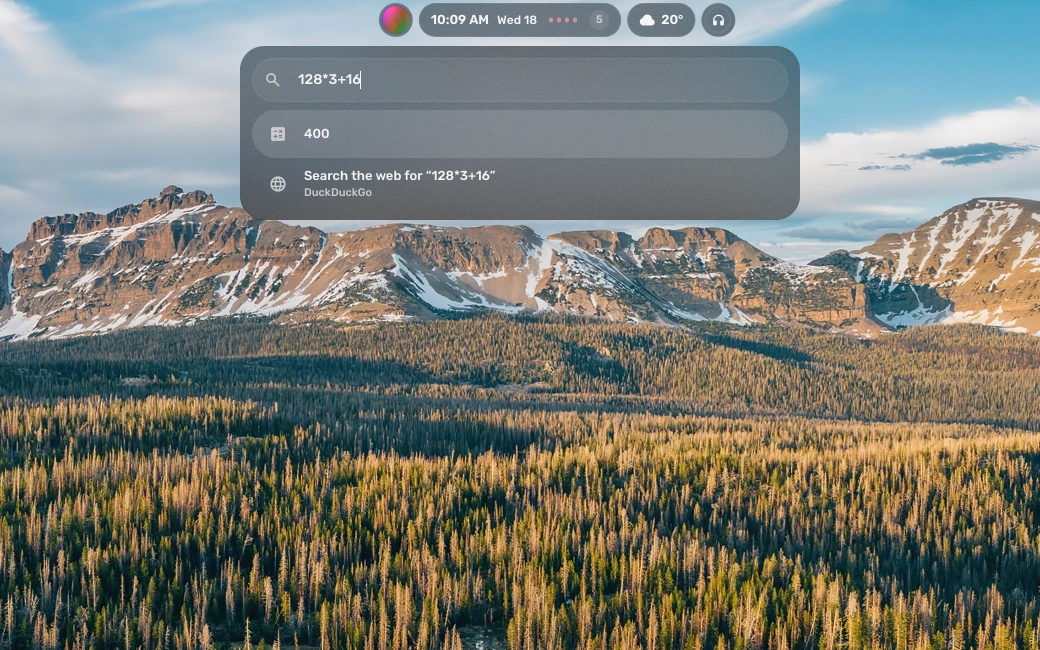 10:09 AM Wed 18 5 20°
128*3+16
400
Search the web for “128*3+16”
DuckDuckGo